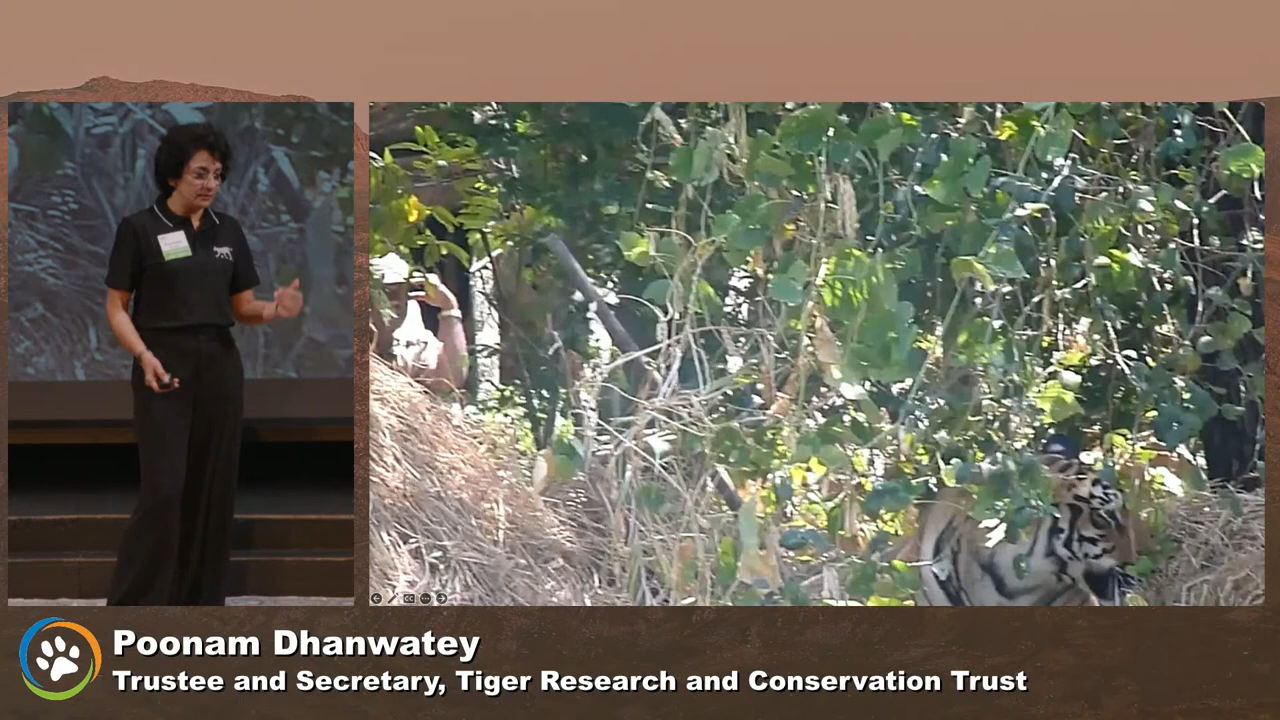 Poonam Dhanwatey
Trustee and Secretary, Tiger Research and Conservation Trust